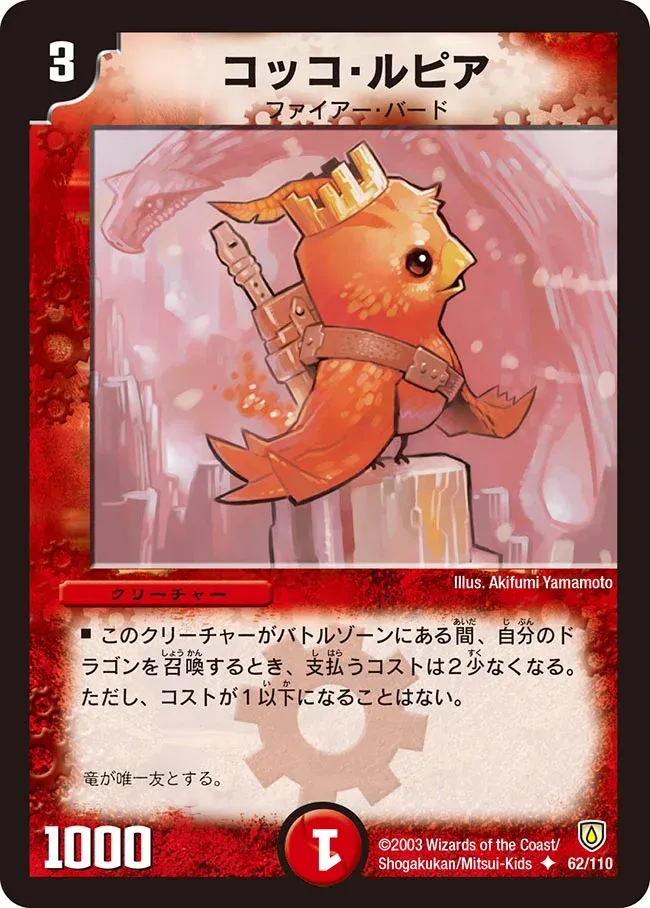 3
コッコ・ルピア
ファイアー・バード
Illus. Akifumi Yamamoto
クリーチャー
■ このクリーチャーがバトルゾーンにある間、自分のド
ラゴンを召喚するとき、支払うコストは2少なくなる。
ただし、コストが1以下になることはない。
竜が唯一友とする。
1000
1
©2003 Wizards of the Coast/
Shogakukan/Mitsui-Kids ✦ 62/110